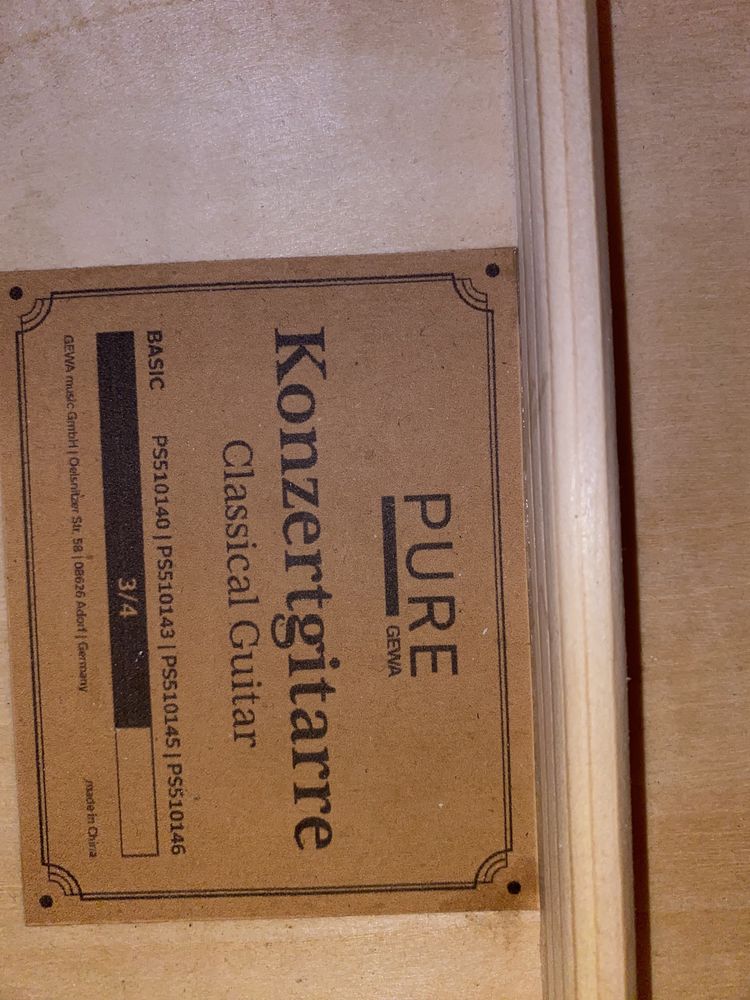 PURE
GEWA
Konzertgitarre
Classical Guitar
BASIC PS510140 | PS510143 | PS510145 | PS510146
3/4
GEWA music GmbH | Oelsnitzer Str. 58 | 08626 Adorf | Germany made in China